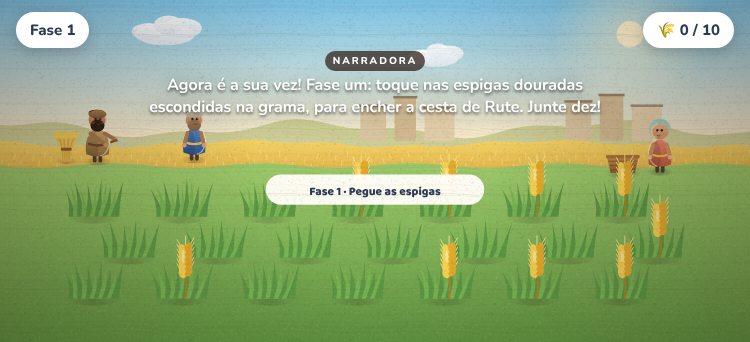 Fase 1
🌾 0 / 10
NARRADORA
Agora é a sua vez! Fase um: toque nas espigas douradas
escondidas na grama, para encher a cesta de Rute. Junte dez!
Fase 1 · Pegue as espigas